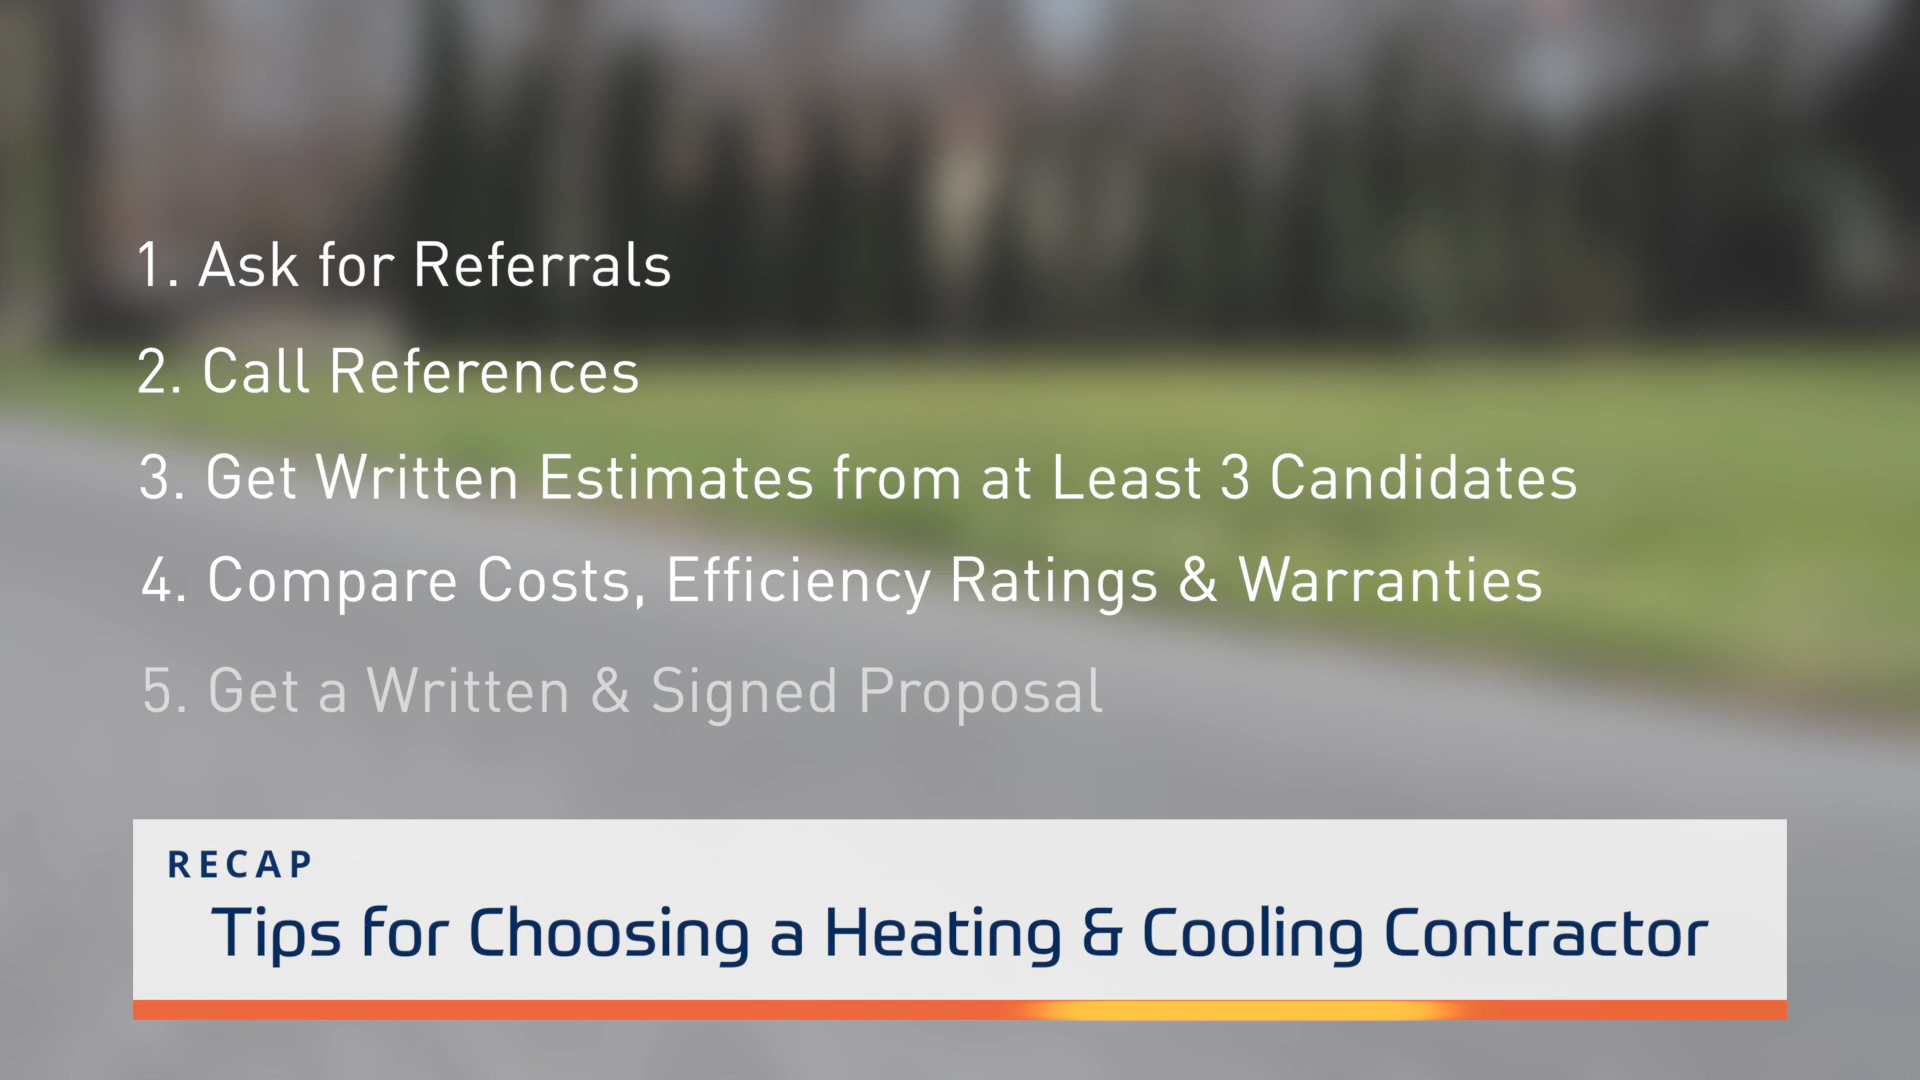 1. Ask for Referrals
2. Call References
3. Get Written Estimates from at Least 3 Candidates
4. Compare Costs, Efficiency Ratings & Warranties
5. Get a Written & Signed Proposal
RECAP
Tips for Choosing a Heating & Cooling Contractor